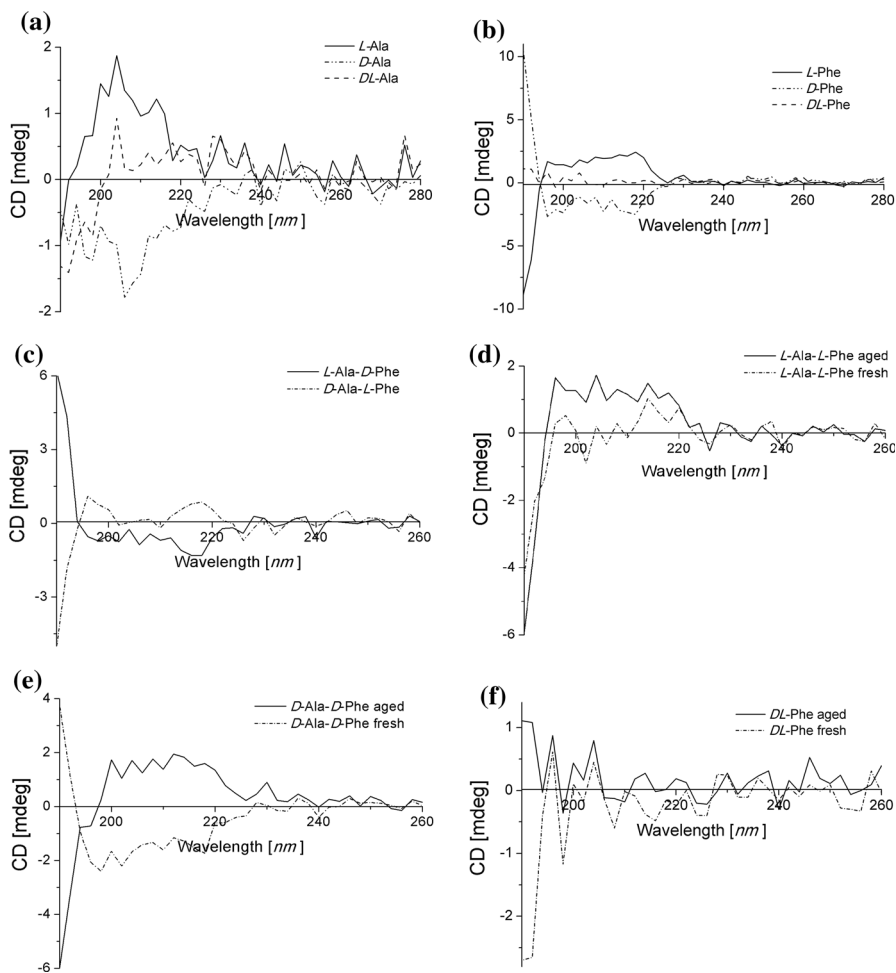 (a)
CD [mdeg]
2
1
0
-1
-2
L-Ala
D-Ala
DL-Ala
200 220 240 260 280
Wavelength [nm]
(b)
CD [mdeg]
10
5
0
-5
-10
L-Phe
D-Phe
DL-Phe
200 220 240 260 280
Wavelength [nm]
(c)
CD [mdeg]
6
3
0
-3
L-Ala-D-Phe
D-Ala-L-Phe
260 220 240 260
Wavelength [nm]
(d)
CD [mdeg]
2
0
-2
-4
-6
L-Ala-L-Phe aged
L-Ala-L-Phe fresh
200 220 240 260
Wavelength [nm]
(e)
CD [mdeg]
4
2
0
-2
-4
-6
D-Ala-D-Phe aged
D-Ala-D-Phe fresh
200 220 240 260
Wavelength [nm]
(f)
CD [mdeg]
1
0
-1
-2
DL-Phe aged
DL-Phe fresh
200 220 240 260
Wavelength [nm]